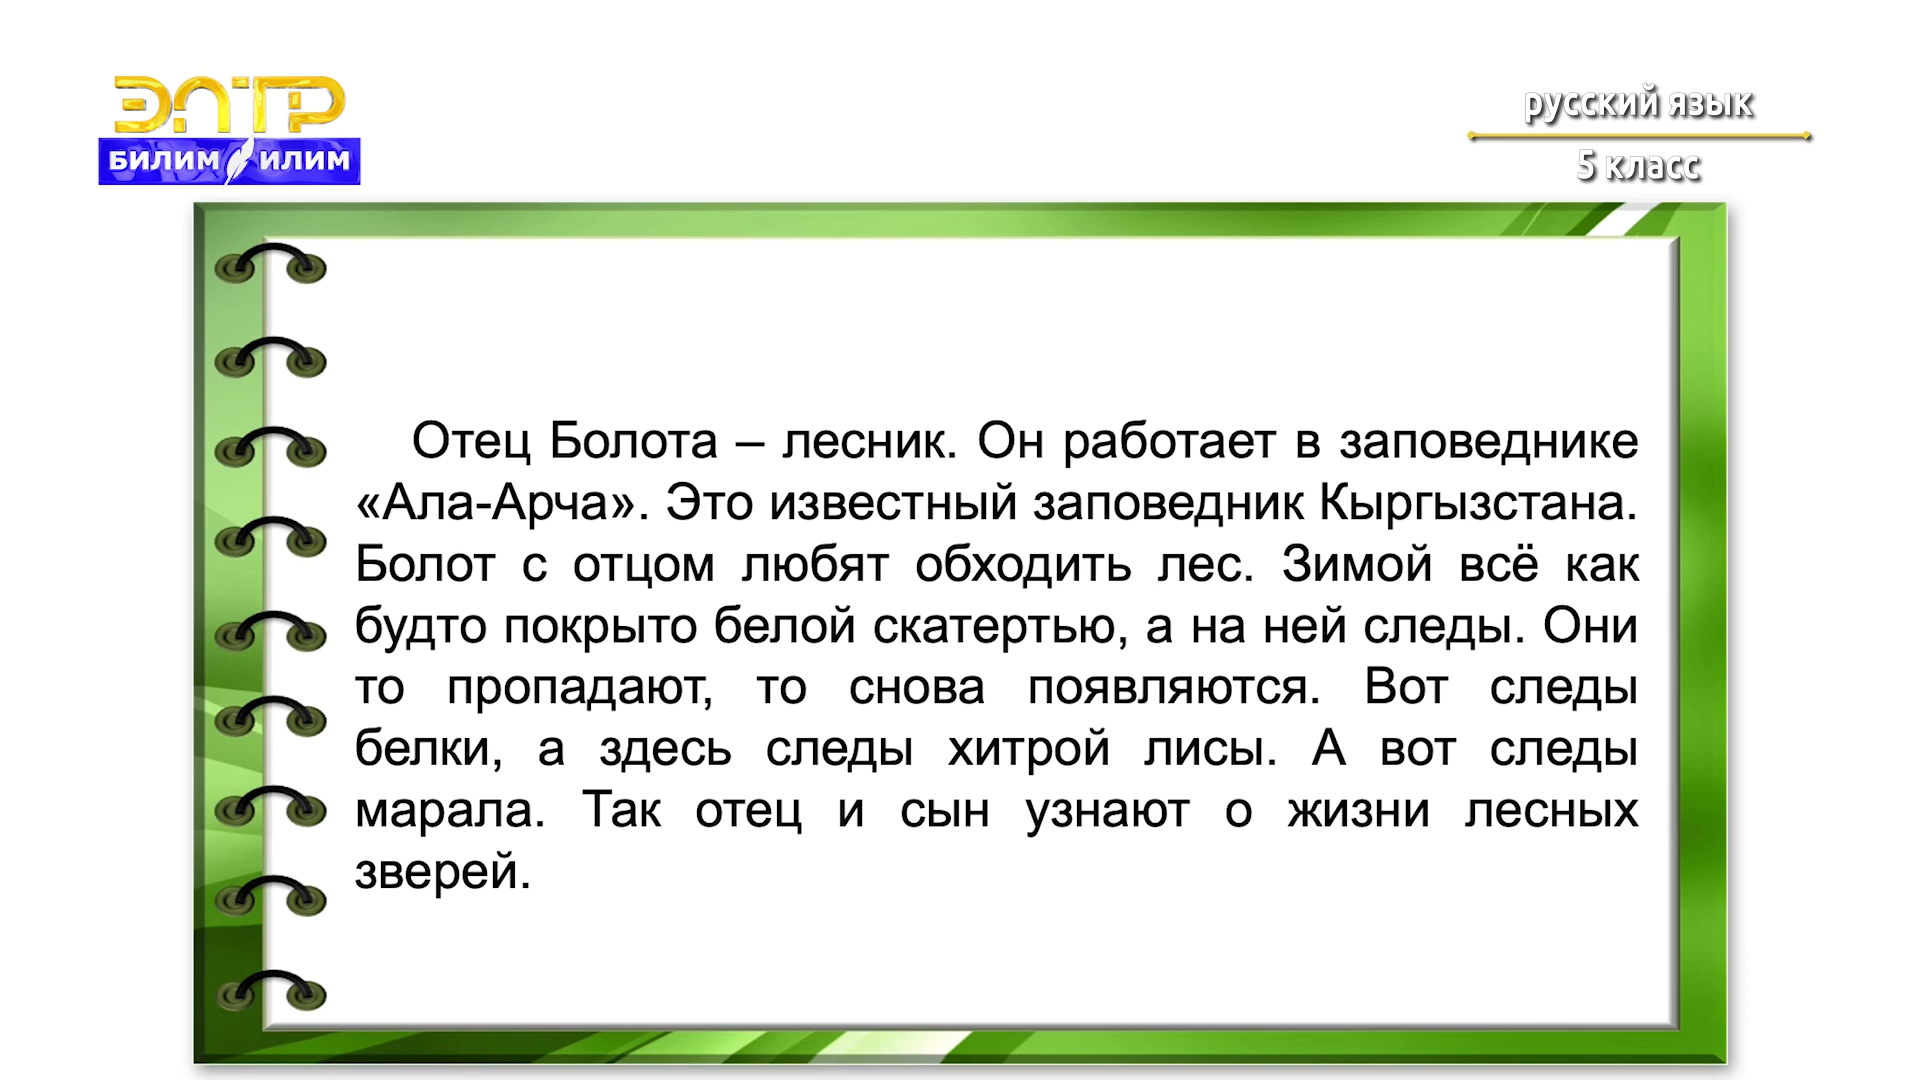 ЭЛТР
БИЛИМ ИЛИМ
русский язык
5 класс
Отец Болота – лесник. Он работает в заповеднике
«Ала-Арча». Это известный заповедник Кыргызстана.
Болот с отцом любят обходить лес. Зимой всё как
будто покрыто белой скатертью, а на ней следы. Они
то пропадают, то снова появляются. Вот следы
белки, а здесь следы хитрой лисы. А вот следы
марала. Так отец и сын узнают о жизни лесных
зверей.